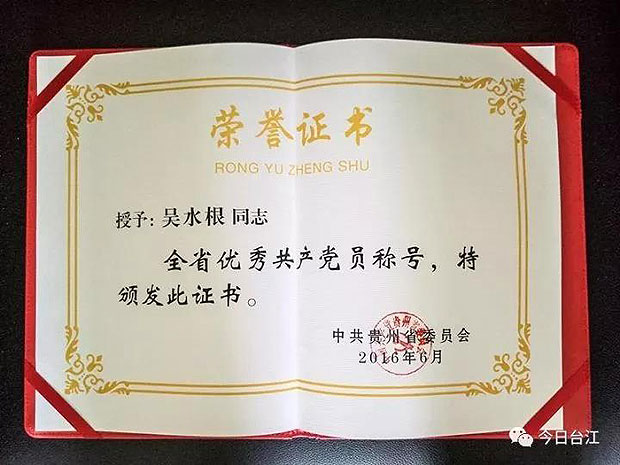 荣誉证书
RONG YU ZHENG SHU
授予：吴水根 同志
全省优秀共产党员称号，特
颁发此证书。
中共贵州省委员会
2016年6月
今日台江